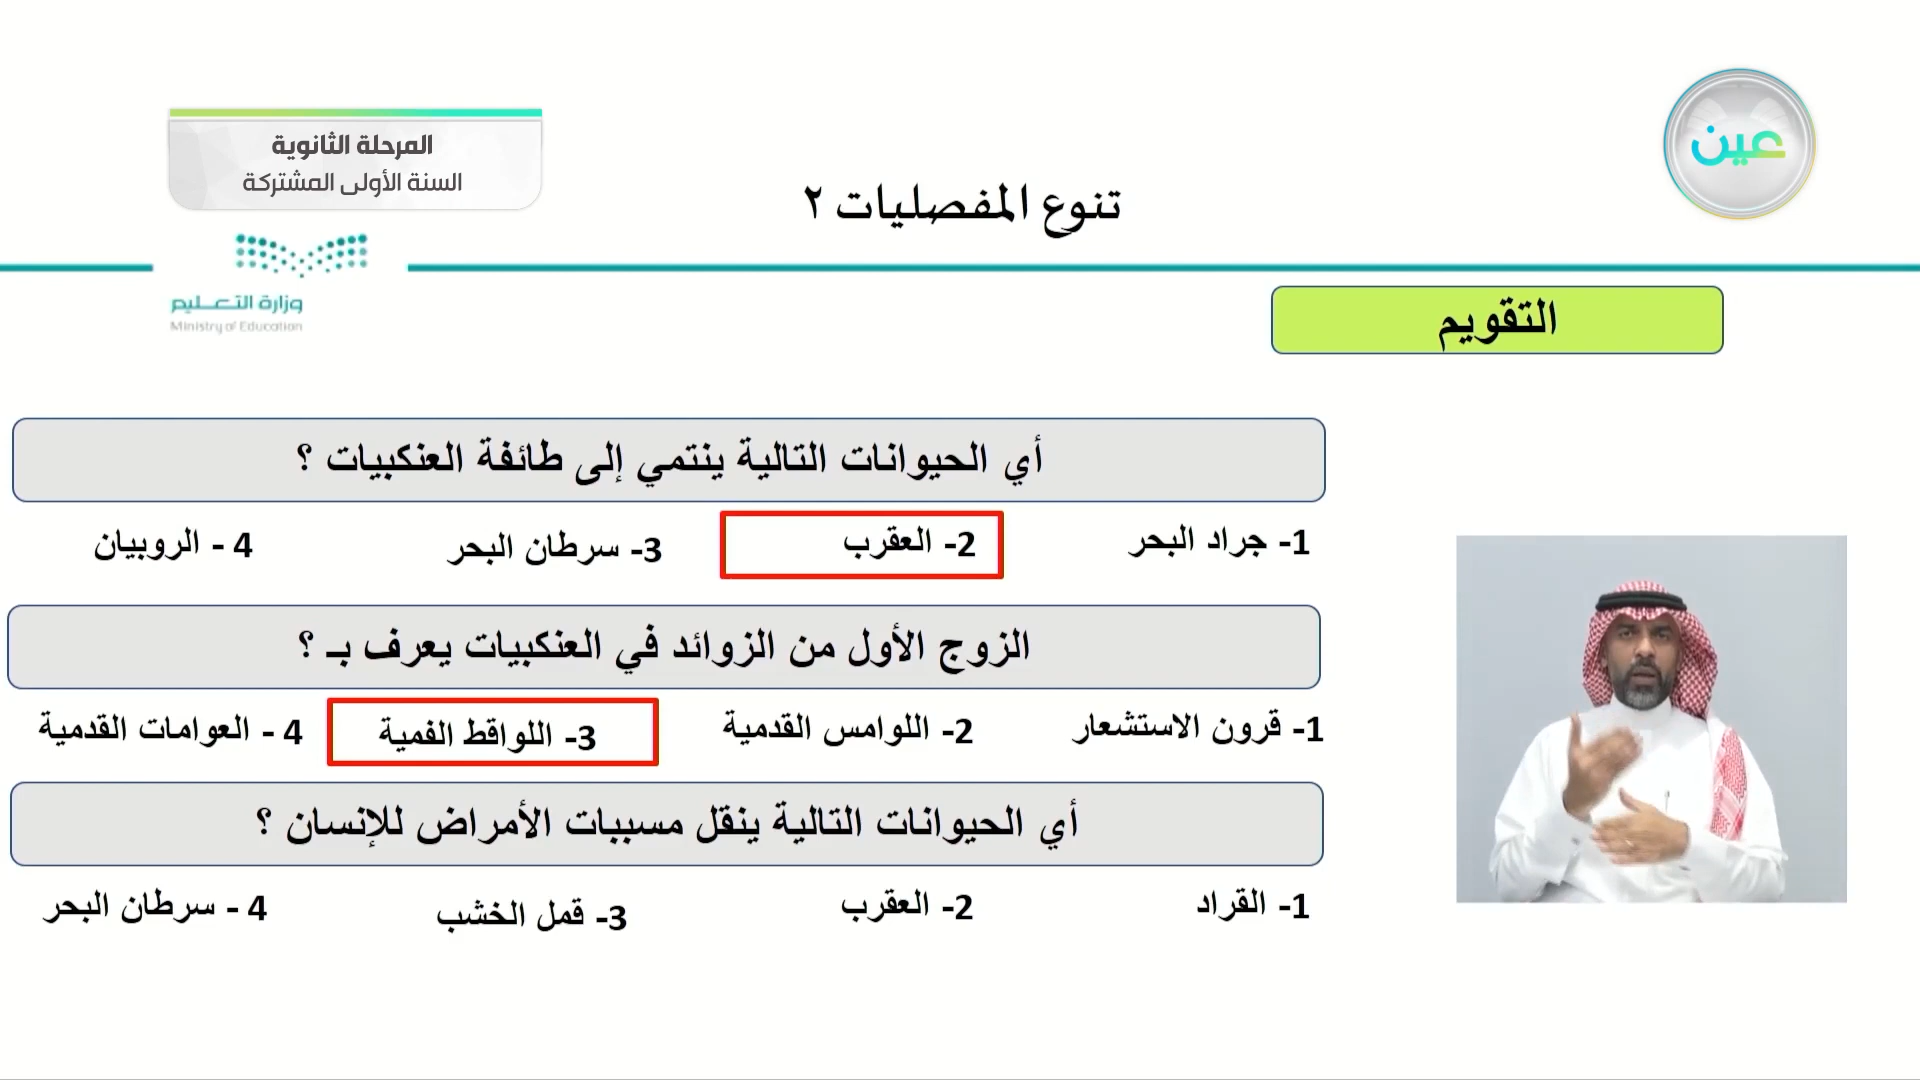 المرحلة الثانوية
السنة الأولى المشتركة
عين
تنوع المفصليات ٢
وزارة التعليم
Ministry of Education
التقويم
أي الحيوانات التالية ينتمي إلى طائفة العنكبيات ؟
1- جراد البحر
2- العقرب
3- سرطان البحر
4 - الروبيان
الزوج الأول من الزوائد في العنكبيات يعرف بـ ؟
1- قرون الاستشعار
2- اللوامس القدمية
3- اللواقط الفمية
4 - العوامات القدمية
أي الحيوانات التالية ينقل مسببات الأمراض للإنسان ؟
1- القراد
2- العقرب
3- قمل الخشب
4 - سرطان البحر